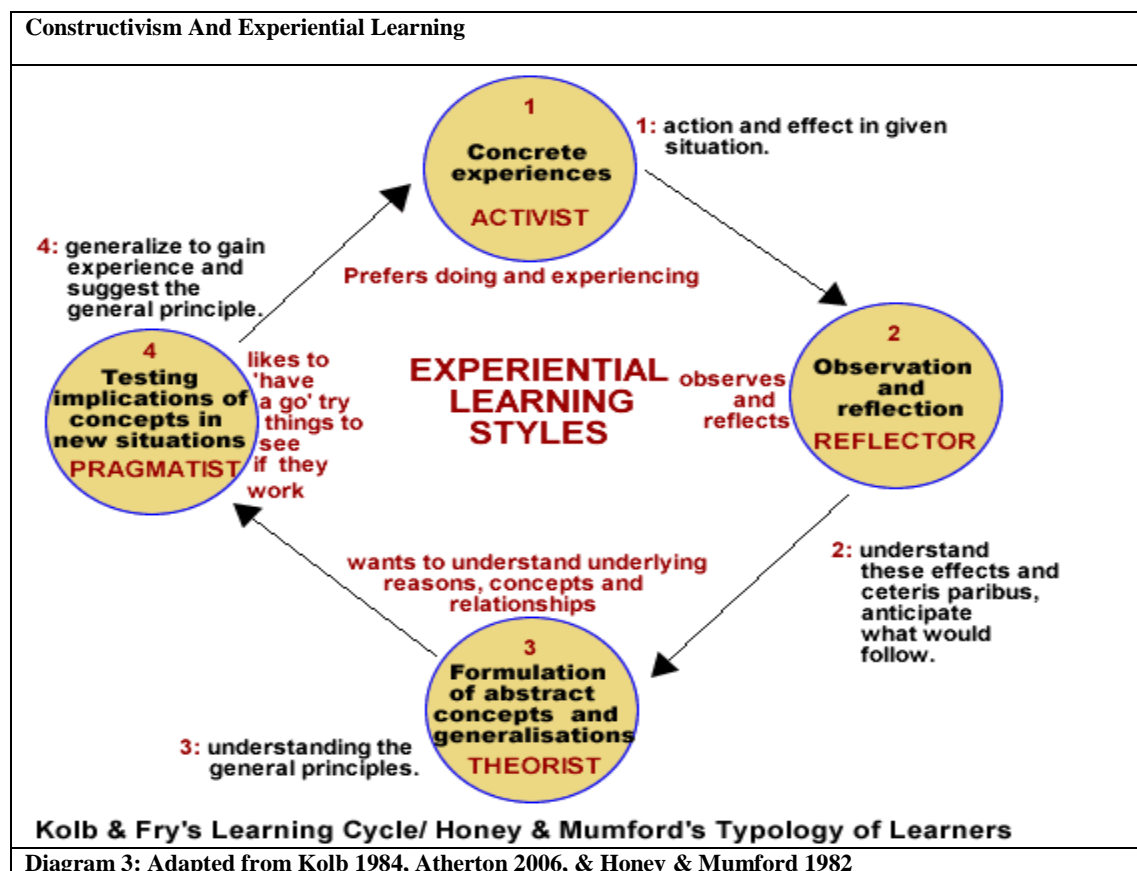 Constructivism And Experiential Learning
1
Concrete
experiences
ACTIVIST
1: action and effect in given
situation.
Prefers doing and experiencing
4: generalize to gain
experience and
suggest the
general principle.
4
Testing
implications of
concepts in
new situations
PRAGMATIST
likes to
'have
a go' try
things to
see
if they
work
EXPERIENTIAL
LEARNING
STYLES
observes
and
reflects
2
Observation
and
reflection
REFLECTOR
2: understand
these effects and
ceteris paribus,
anticipate
what would
follow.
wants to understand underlying
reasons, concepts and
relationships
3
Formulation
of abstract
concepts and
generalisations
THEORIST
3: understanding the
general principles.
Kolb & Fry's Learning Cycle/ Honey & Mumford's Typology of Learners
Diagram 3: Adapted from Kolb 1984, Atherton 2006, & Honey & Mumford 1982